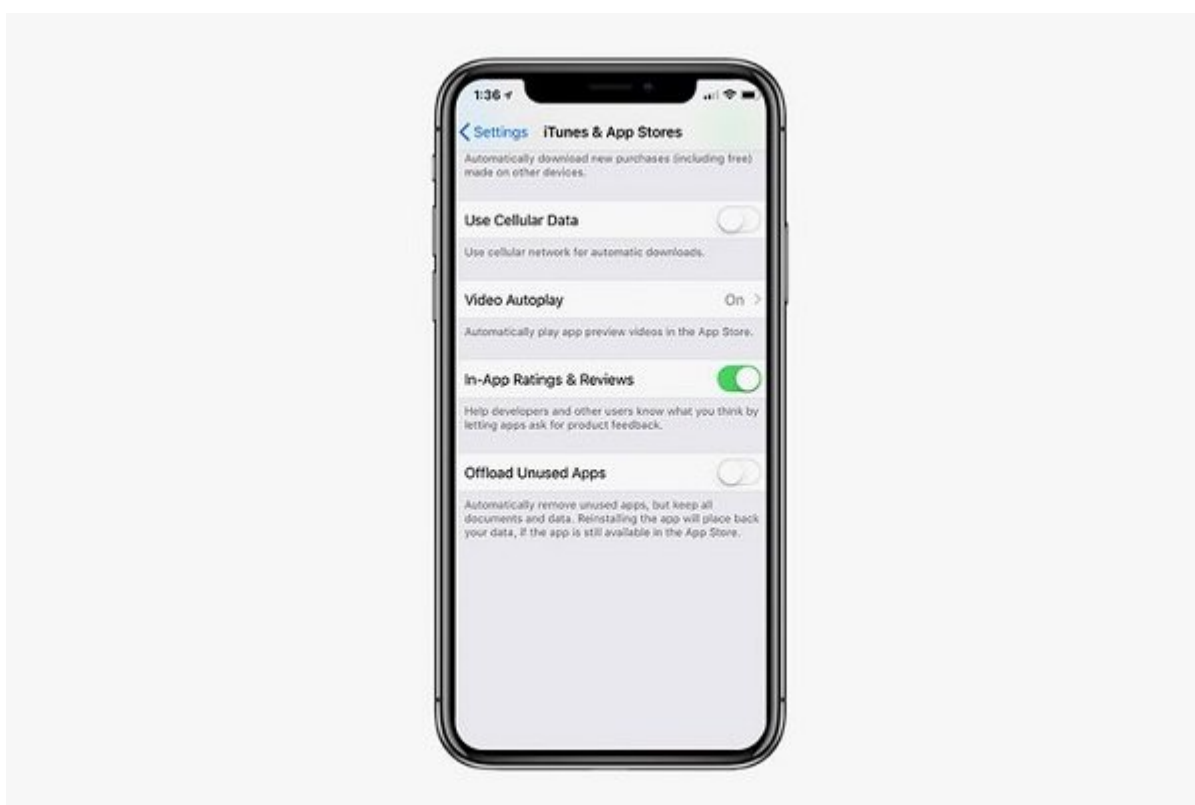 1:36
Settings iTunes & App Stores
Automatically download new purchases (including free)
made on other devices.
Use Cellular Data
Use cellular network for automatic downloads.
Video Autoplay On
Automatically play app preview videos in the App Store.
In-App Ratings & Reviews
Help developers and other users know what you think by
letting apps ask for product feedback.
Offload Unused Apps
Automatically remove unused apps, but keep all
documents and data. Reinstalling the app will place back
your data, if the app is still available in the App Store.